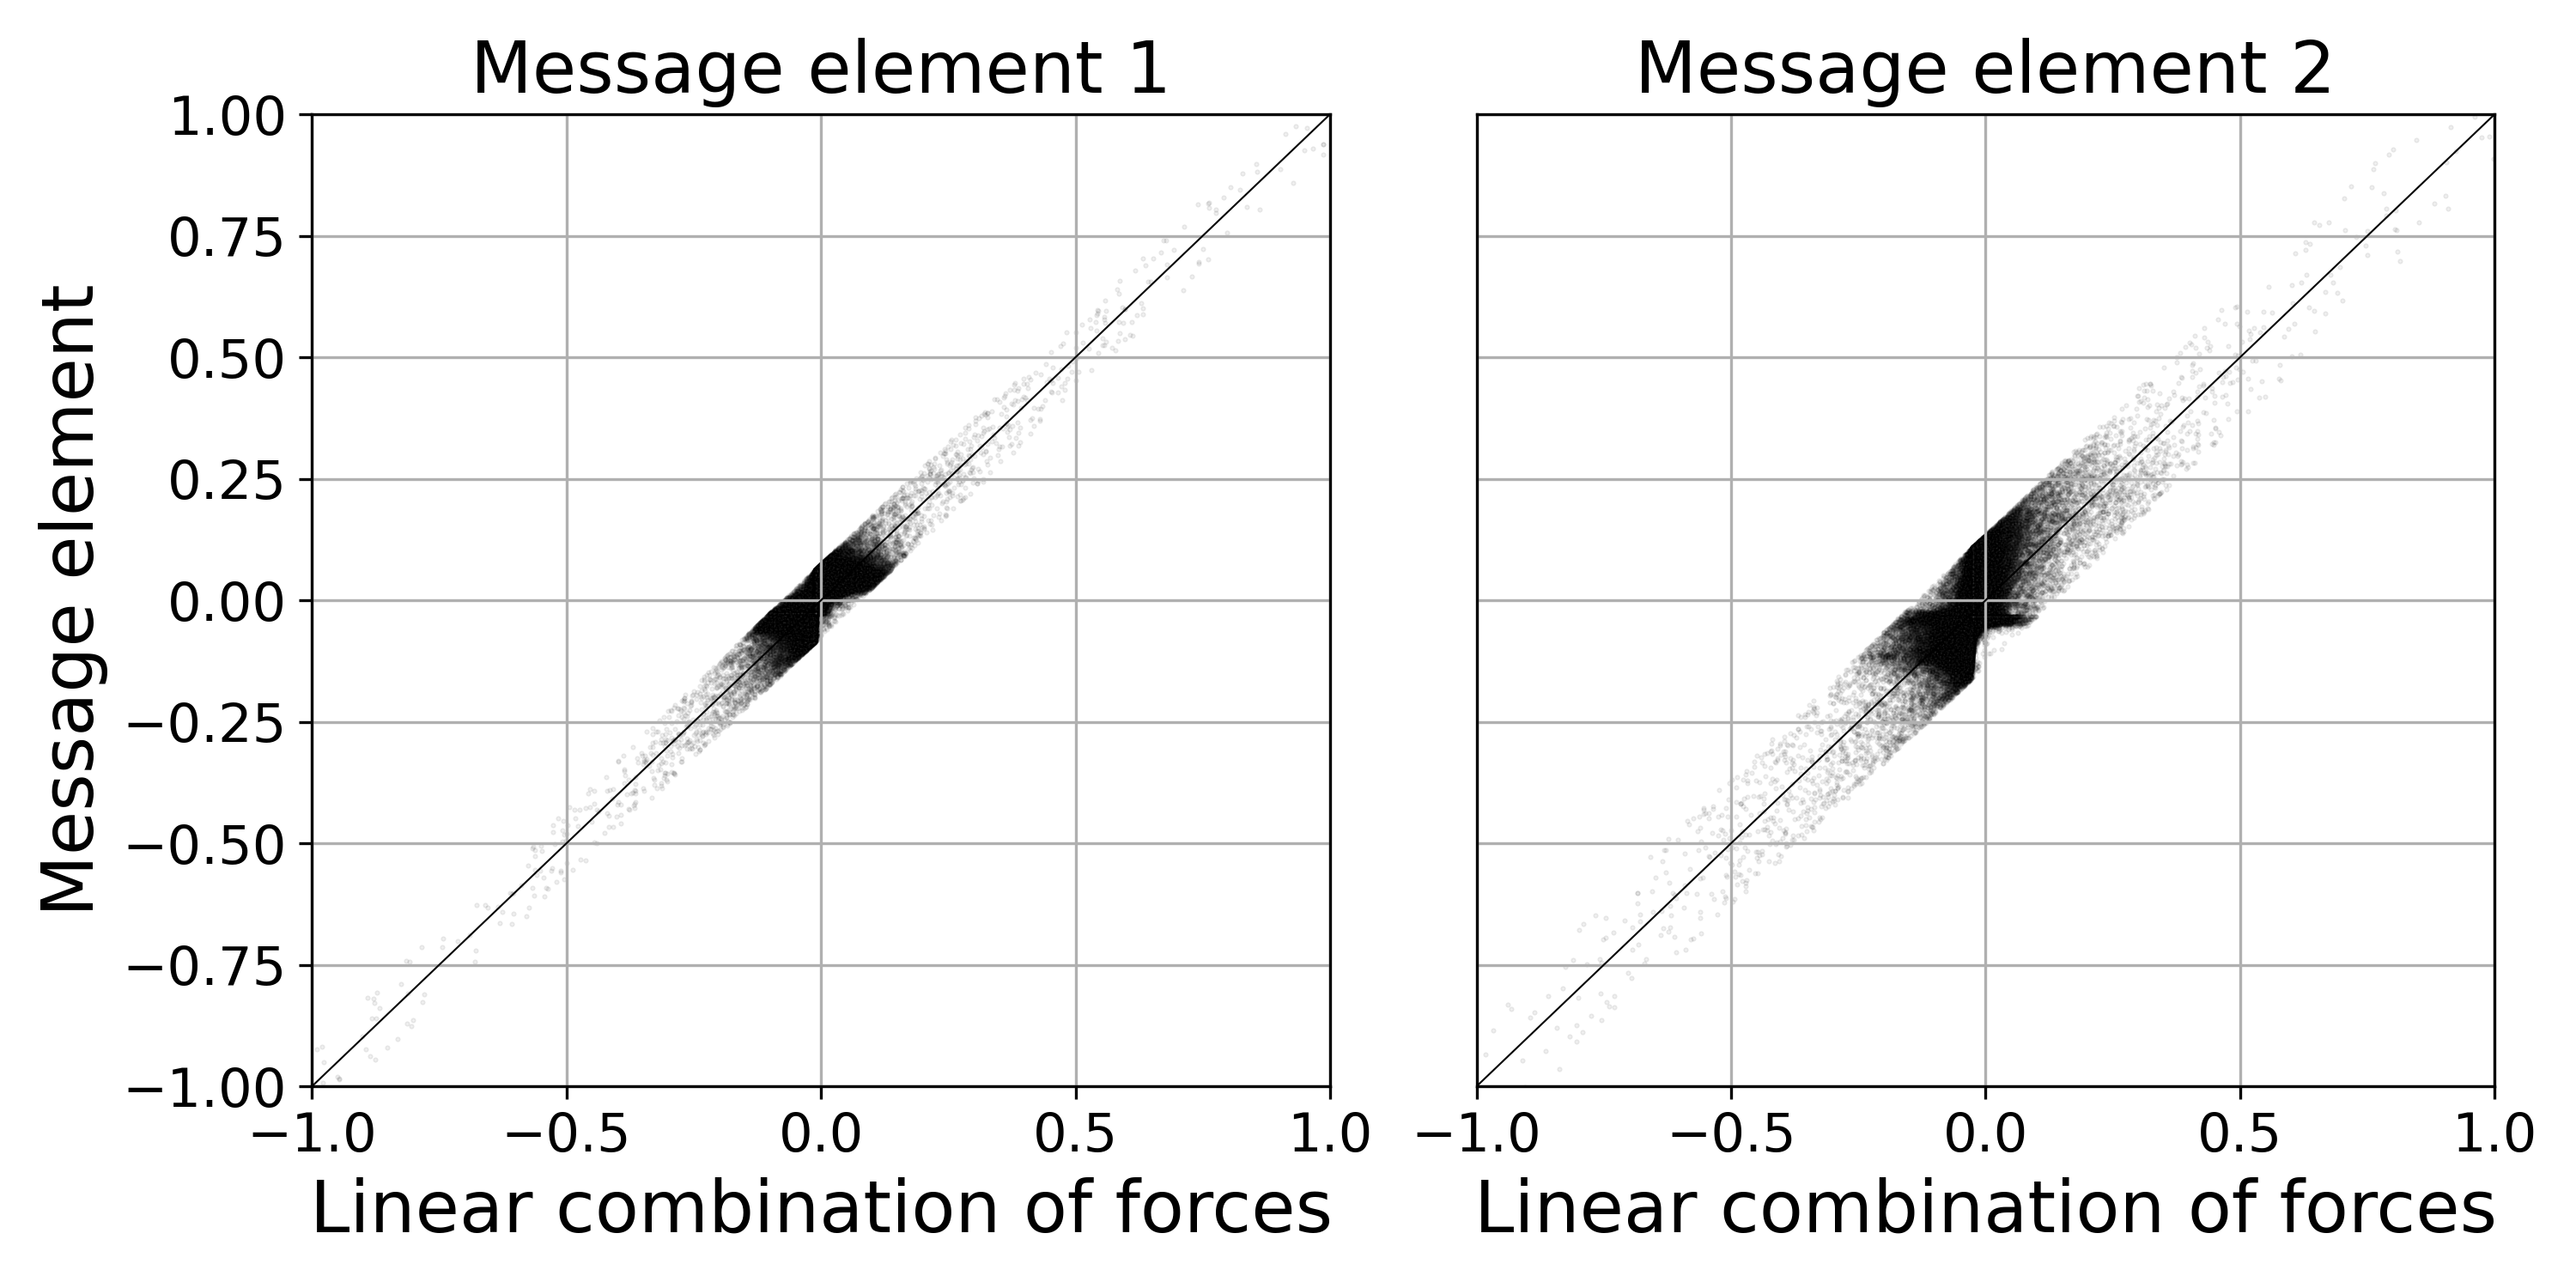 Message element 1
Message element 2
Message element
1.00
0.75
0.50
0.25
0.00
−0.25
−0.50
−0.75
−1.00
−1.0 −0.5 0.0 0.5 1.0
−1.0 −0.5 0.0 0.5 1.0
Linear combination of forces
Linear combination of forces